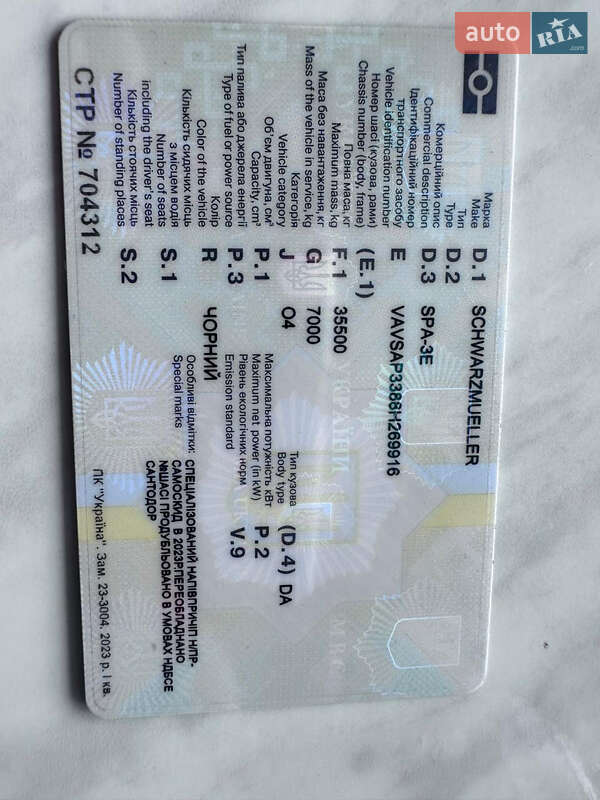 auto RIA .com
Марка
Make
D.1 SCHWARZMUELLER
Тип
Type
D.2
Комерційний опис
Commercial description
D.3 SPA-3E
Ідентифікаційний номер
транспортного засобу
Vehicle identification number
E VAVSAP3386H269916
Номер шасі (кузова, рами)
Chassis number (body, frame)
(E.1)
Повна маса, кг
Maximum mass, kg
F.1 35500
Маса без навантаження, кг
Mass of the vehicle in service, kg
G 7000
Категорія
Vehicle category
J O4
Тип кузова
Body type
(D.4) DA
Об'єм двигуна, см³
Capacity, cm³
P.1
Максимальна потужність кВт
Maximum net power (in kW)
P.2
Тип палива або джерела енергії
Type of fuel or power source
P.3
Рівень екологічних норм
Emission standard
V.9
Колір
Color of the vehicle
R ЧОРНИЙ
Кількість сидячих місць
з місцем водія
Number of seats
including the driver's seat
S.1
Кількість стоячих місць
Number of standing places
S.2
Особливі відмітки:
Special marks
СПЕЦІАЛІЗОВАНИЙ НАПІВПРИЧІП Н/ПР-
САМОСКИД В 2023Р.ПЕРЕОБЛАДНАНО
№ШАСІ ПРОДУБЛЬОВАНО В УМОВАХ НДБСЕ
САНТОДОР
СТР № 704312
ПК "Україна". Зам. 23-3004. 2023 р. І кв.